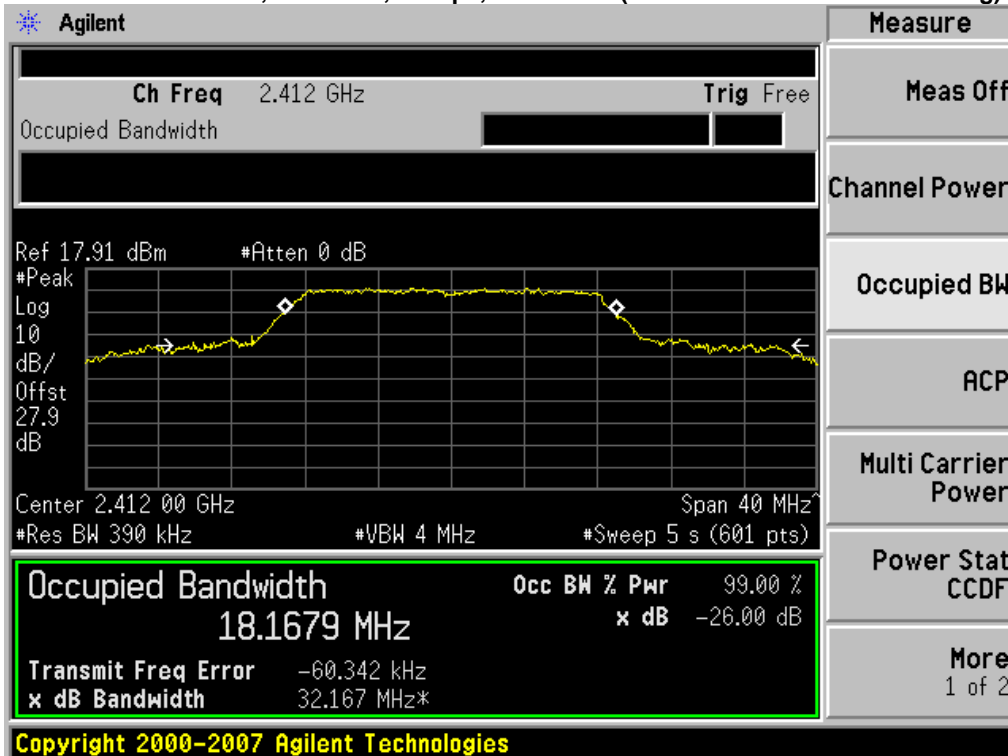 Agilent
Measure
Ch Freq 2.412 GHz Trig Free
Occupied Bandwidth
Meas Off
Channel Power
Occupied BW
ACP
Multi Carrier
Power
Power Stat
CCDF
More
1 of 2
Ref 17.91 dBm #Atten 0 dB
#Peak
Log
10
dB/
Offst
27.9
dB
Center 2.412 00 GHz Span 40 MHz^
#Res BW 390 kHz #VBW 4 MHz #Sweep 5 s (601 pts)
Occupied Bandwidth Occ BW % Pwr 99.00 %
18.1679 MHz x dB -26.00 dB
Transmit Freq Error -60.342 kHz
x dB Bandwidth 32.167 MHz*
Copyright 2000-2007 Agilent Technologies